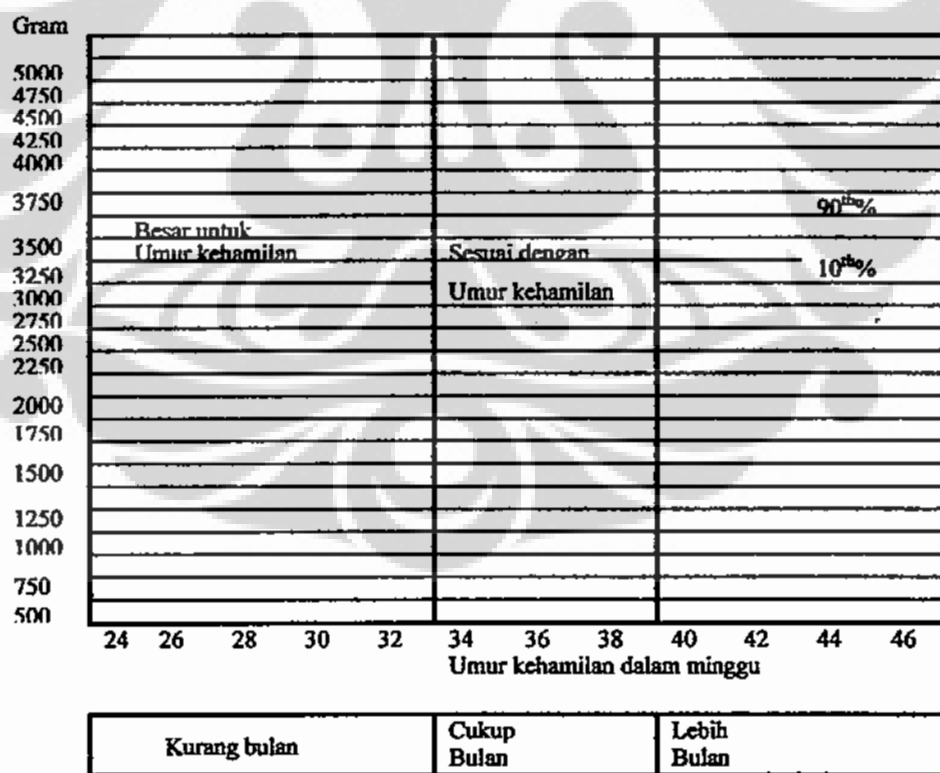 Gram
5000
4750
4500
4250
4000
3750
3500
3250
3000
2750
2500
2250
2000
1750
1500
1250
1000
750
500
Besar untuk
Umur kehamilan
Sesuai dengan
Umur kehamilan
90th%
10th%
24 26 28 30 32 34 36 38 40 42 44 46
Umur kehamilan dalam minggu
Kurang bulan
Cukup
Bulan
Lebih
Bulan